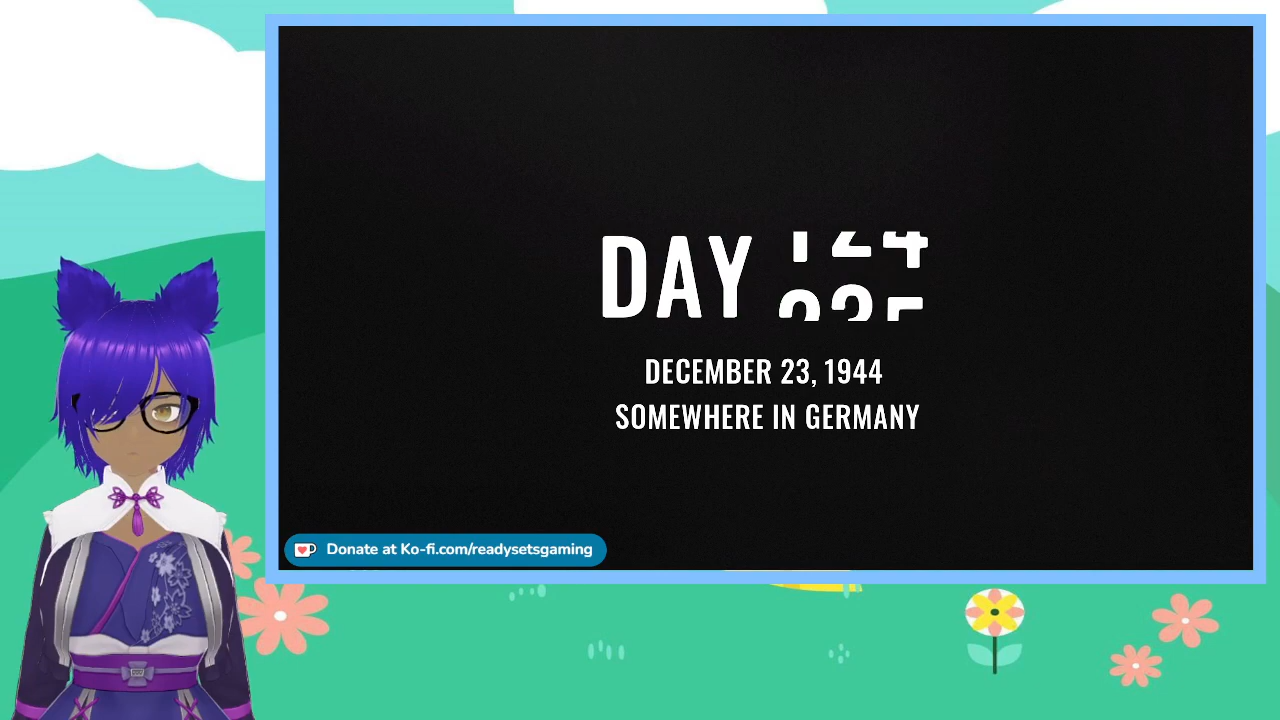 DAY
DECEMBER 23, 1944
SOMEWHERE IN GERMANY
Donate at Ko-fi.com/readysetsgaming